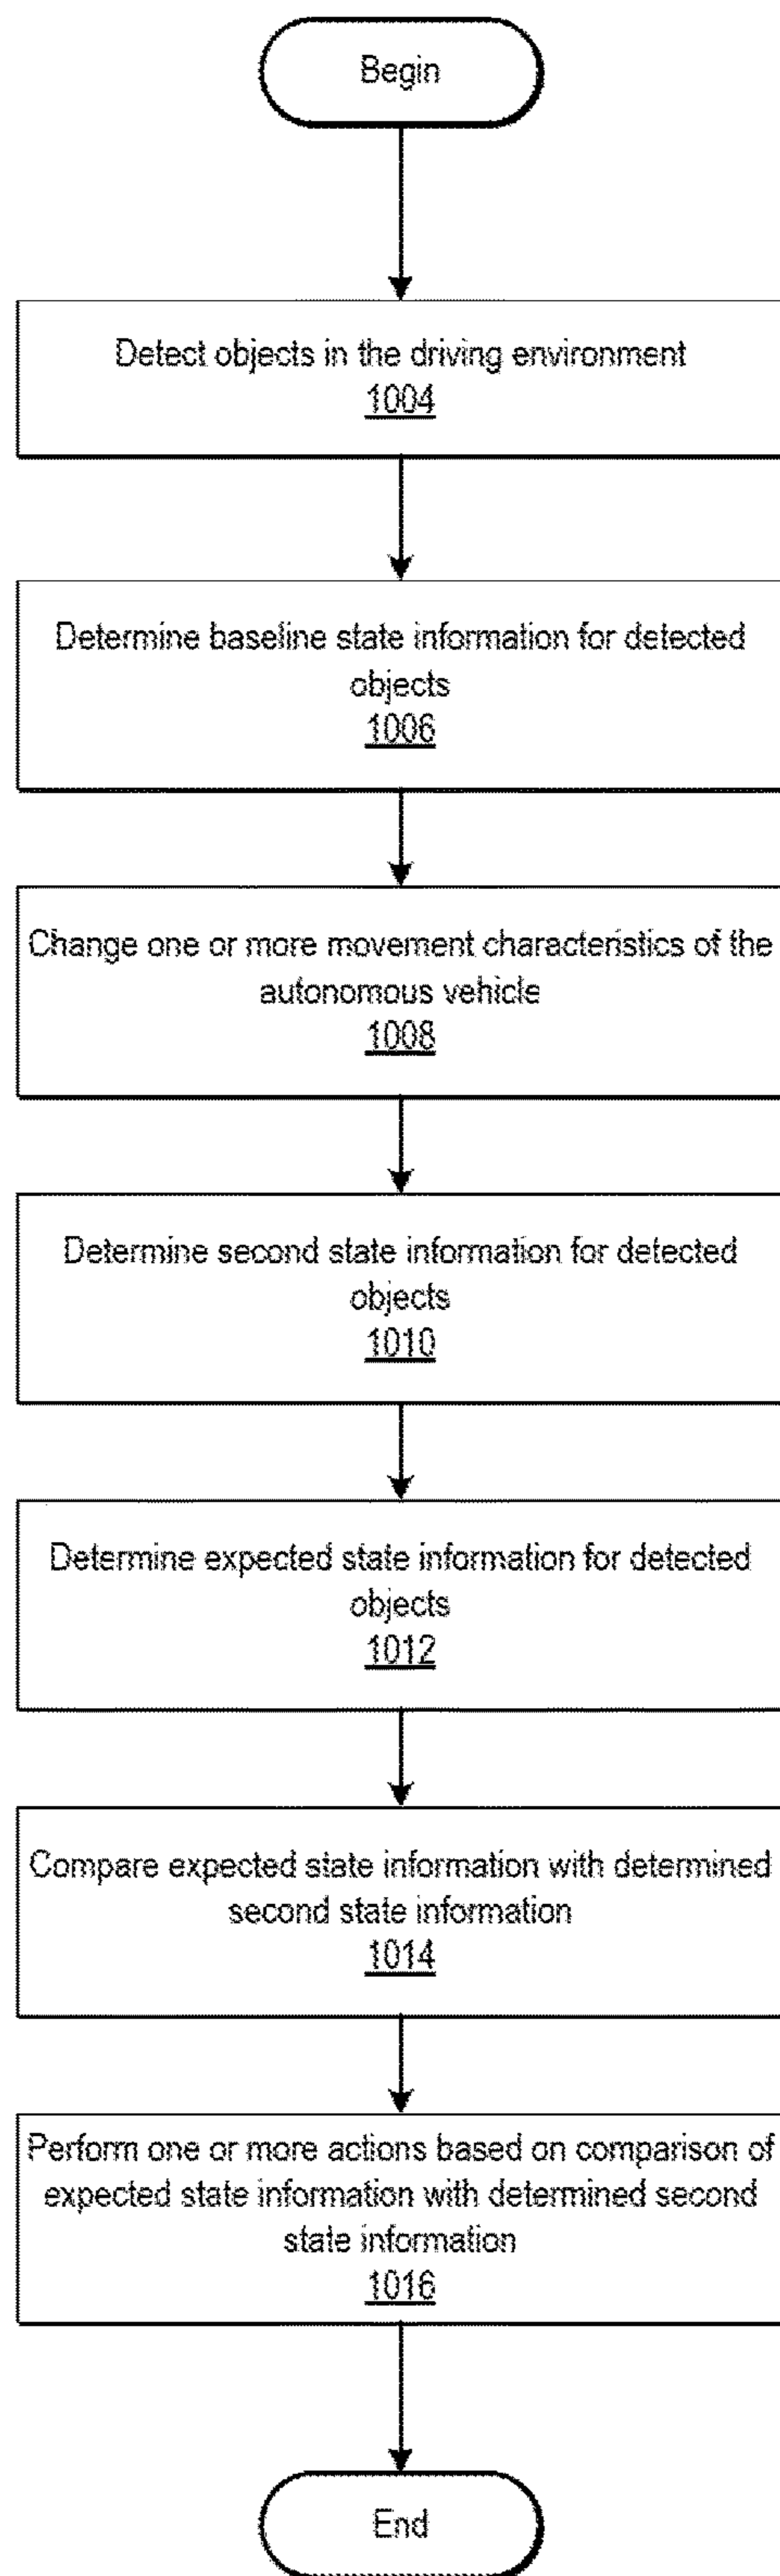 Begin
Detect objects in the driving environment
1004
Determine baseline state information for detected
objects
1006
Change one or more movement characteristics of the
autonomous vehicle
1008
Determine second state information for detected
objects
1010
Determine expected state information for detected
objects
1012
Compare expected state information with determined
second state information
1014
Perform one or more actions based on comparison of
expected state information with determined second
state information
1016
End